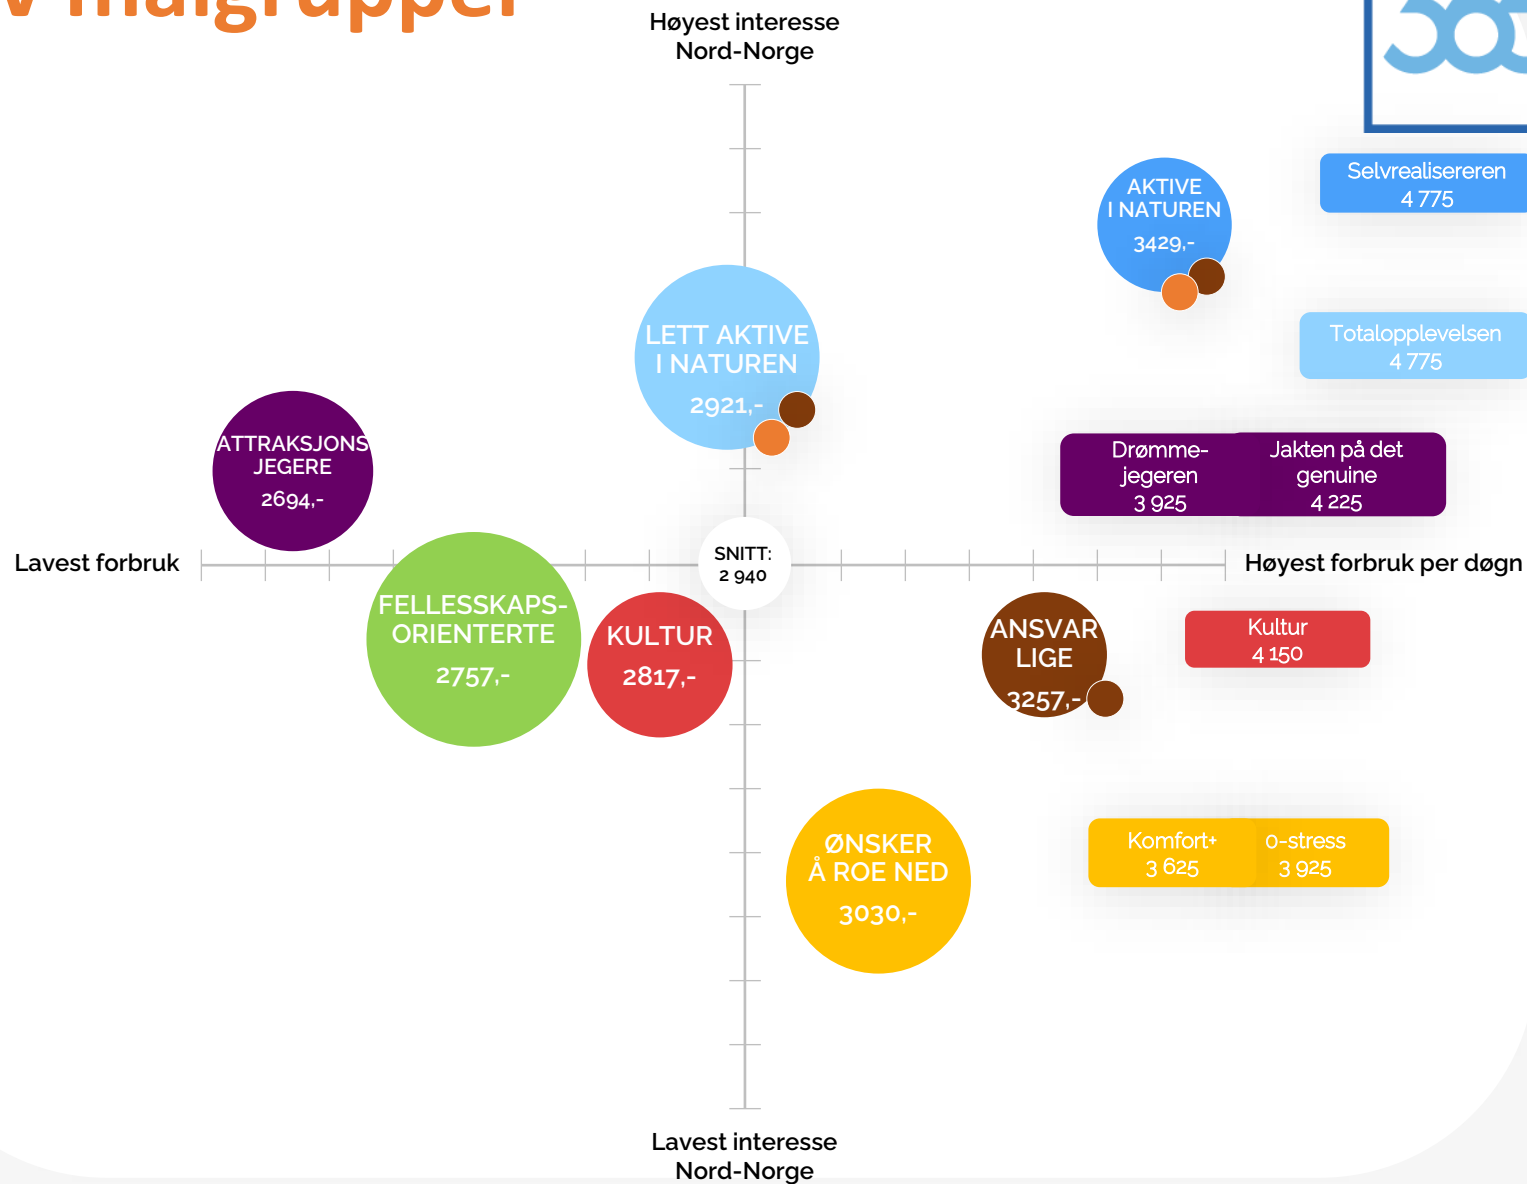 målgrupper
Høyest interesse
Nord-Norge
AKTIVE
I NATUREN
3429,-
Selvrealisereren
4 775
LETT AKTIVE
I NATUREN
2921,-
Totalopplevelsen
4 775
ATTRAKSJONS
JEGERE
2694,-
Drømme-
jegeren
3 925
Jakten på det
genuine
4 225
Lavest forbruk
SNITT:
2 940
Høyest forbruk per døgn
FELLESSKAPS-
ORIENTERTE
2757,-
KULTUR
2817,-
ANSVAR
LIGE
3257,-
Kultur
4 150
ØNSKER
Å ROE NED
3030,-
Komfort+
3 625
0-stress
3 925
Lavest interesse
Nord-Norge